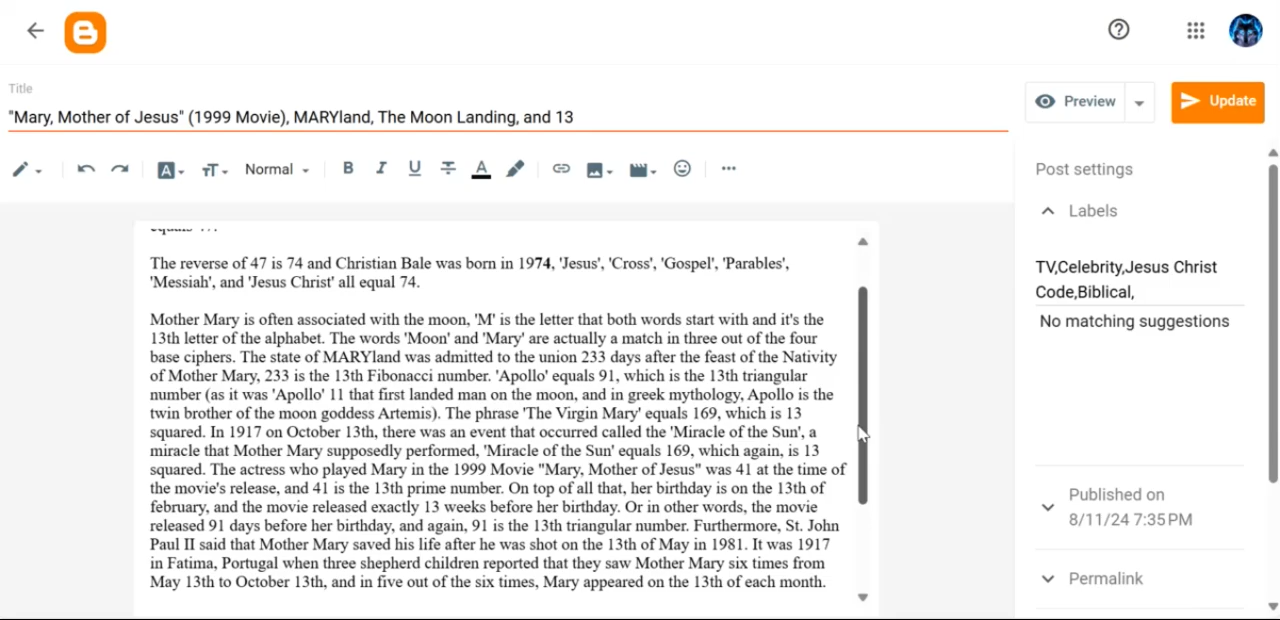 Title
"Mary, Mother of Jesus" (1999 Movie), MARYland, The Moon Landing, and 13
Preview
Update
Normal
B I U A
Post settings
Labels
TV,Celebrity,Jesus Christ
Code,Biblical,
No matching suggestions
Published on
8/11/24 7:35 PM
Permalink
equals 47.
The reverse of 47 is 74 and Christian Bale was born in 1974, 'Jesus', 'Cross', 'Gospel', 'Parables',
'Messiah', and 'Jesus Christ' all equal 74.
Mother Mary is often associated with the moon, 'M' is the letter that both words start with and it's the
13th letter of the alphabet. The words 'Moon' and 'Mary' are actually a match in three out of the four
base ciphers. The state of MARYland was admitted to the union 233 days after the feast of the Nativity
of Mother Mary, 233 is the 13th Fibonacci number. 'Apollo' equals 91, which is the 13th triangular
number (as it was 'Apollo' 11 that first landed man on the moon, and in greek mythology, Apollo is the
twin brother of the moon goddess Artemis). The phrase 'The Virgin Mary' equals 169, which is 13
squared. In 1917 on October 13th, there was an event that occurred called the 'Miracle of the Sun', a
miracle that Mother Mary supposedly performed, 'Miracle of the Sun' equals 169, which again, is 13
squared. The actress who played Mary in the 1999 Movie "Mary, Mother of Jesus" was 41 at the time of
the movie's release, and 41 is the 13th prime number. On top of all that, her birthday is on the 13th of
february, and the movie released exactly 13 weeks before her birthday. Or in other words, the movie
released 91 days before her birthday, and again, 91 is the 13th triangular number. Furthermore, St. John
Paul II said that Mother Mary saved his life after he was shot on the 13th of May in 1981. It was 1917
in Fatima, Portugal when three shepherd children reported that they saw Mother Mary six times from
May 13th to October 13th, and in five out of the six times, Mary appeared on the 13th of each month.